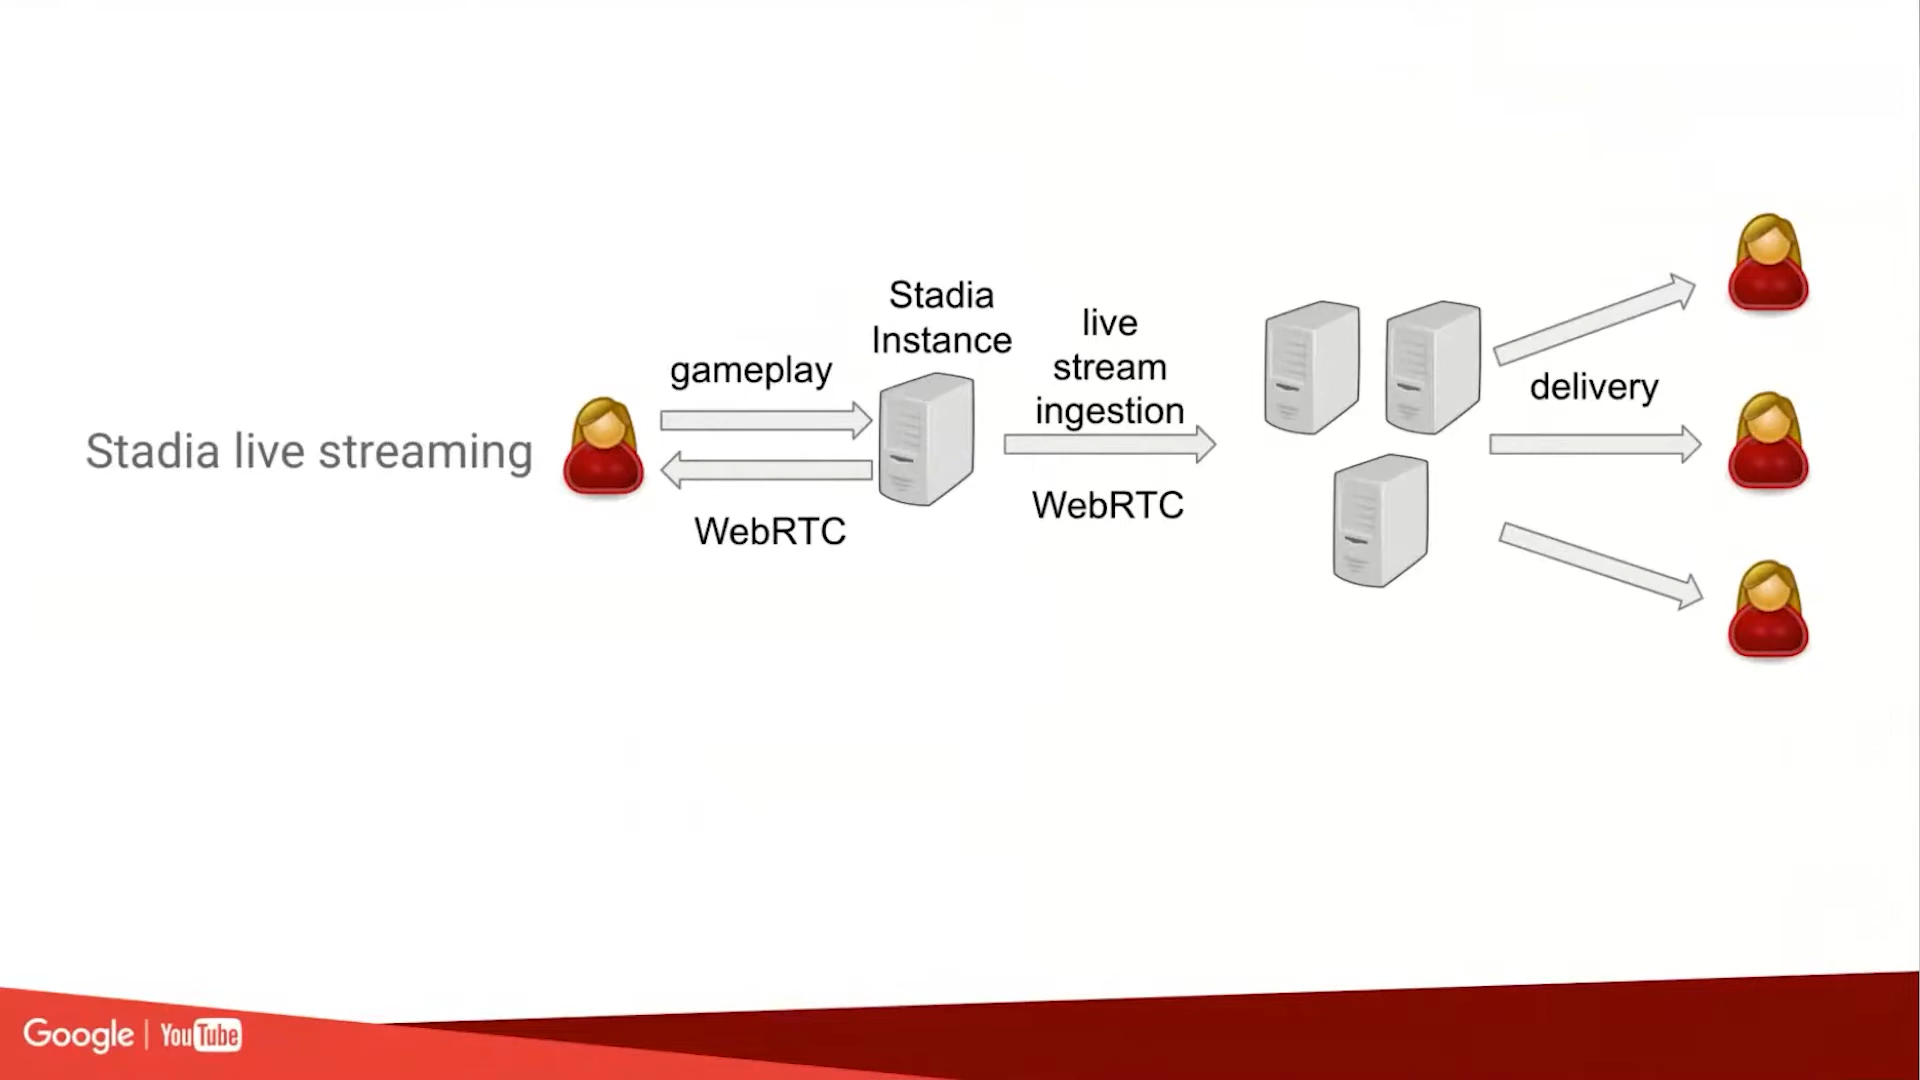 Stadia live streaming
gameplay
WebRTC
Stadia
Instance
live
stream
ingestion
WebRTC
delivery
Google | YouTube